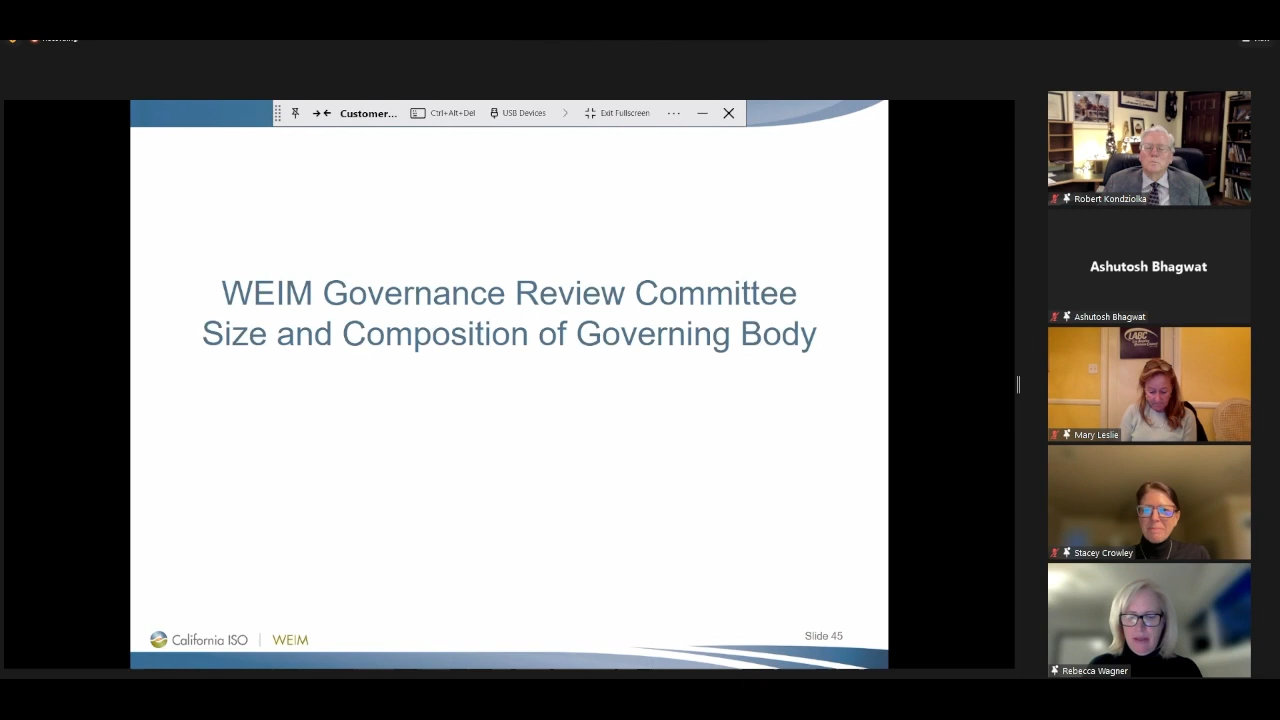 Customer...
Ctrl+Alt+Del
USB Devices
Exit Fullscreen
WEIM Governance Review Committee
Size and Composition of Governing Body
California ISO | WEIM
Slide 45
Robert Kondziolka
Ashutosh Bhagwat
Ashutosh Bhagwat
LABC
Mary Leslie
Stacey Crowley
Rebecca Wagner